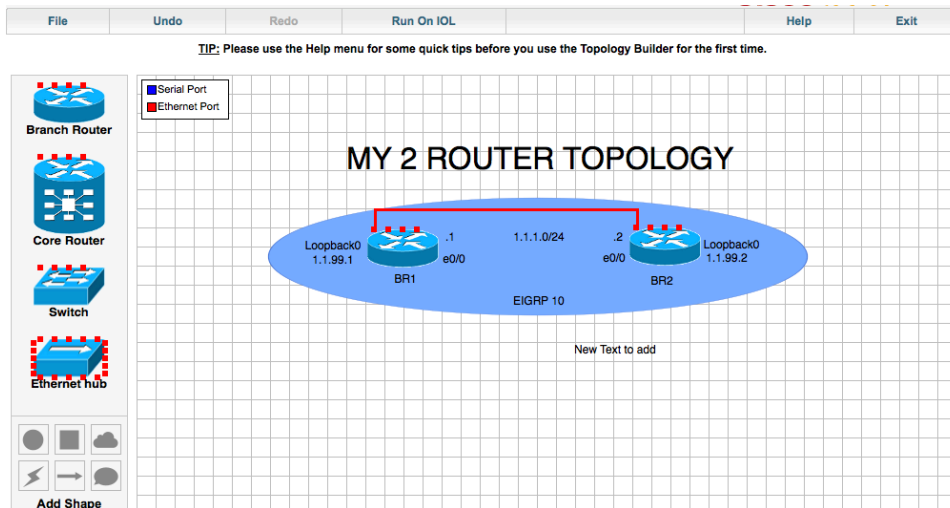 File Undo Redo Run On IOL Help Exit
TIP: Please use the Help menu for some quick tips before you use the Topology Builder for the first time.
Serial Port
Ethernet Port
Branch Router
Core Router
Switch
Ethernet hub
Add Shape
MY 2 ROUTER TOPOLOGY
Loopback0
1.1.99.1
BR1
.1
e0/0
1.1.1.0/24
.2
e0/0
BR2
Loopback0
1.1.99.2
EIGRP 10
New Text to add